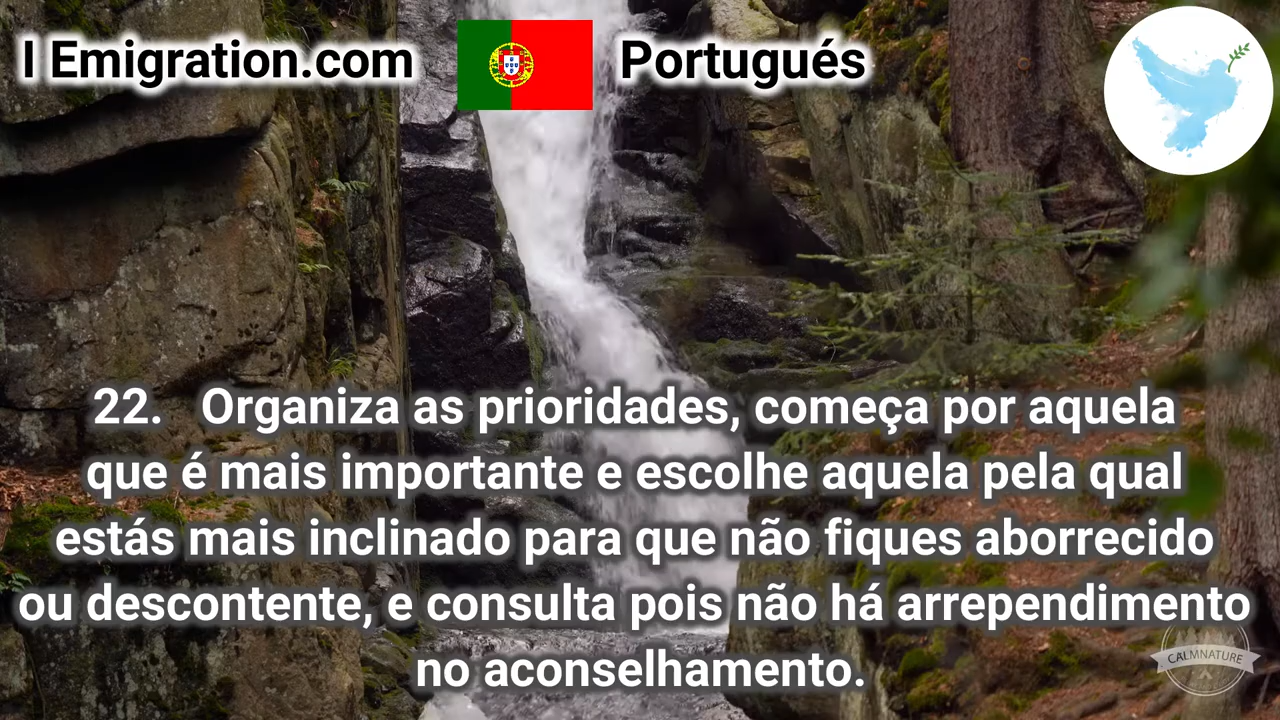 I Emigration.com
Portugués
22. Organiza as prioridades, começa por aquela
que é mais importante e escolhe aquela pela qual
estás mais inclinado para que não fiques aborrecido
ou descontente, e consulta pois não há arrependimento
no aconselhamento.
CALMNATURE